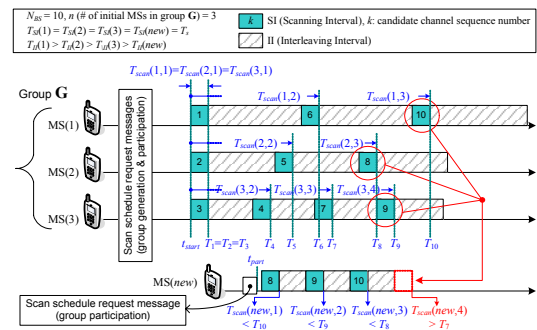 N_BS = 10, n (# of initial MSs in group G) = 3
T_SI(1) = T_SI(2) = T_SI(3) = T_SI(new) = T_s
T_II(1) > T_II(2) > T_II(3) > T_II(new)
k SI (Scanning Interval), k: candidate channel sequence number
II (Interleaving Interval)
T_scan(1,1)=T_scan(2,1)=T_scan(3,1)
Group G
T_scan(1,2) T_scan(1,3)
MS(1) 1 6 10
T_scan(2,2) T_scan(2,3)
MS(2) 2 5 8
T_scan(3,2) T_scan(3,3) T_scan(3,4)
MS(3) 3 4 7 9
Scan schedule request messages
(group generation & participation)
t_start T_1=T_2=T_3 T_4 T_5 T_6 T_7 T_8 T_9 T_10
t_part
MS(new) 8 9 10
Scan schedule request message
(group participation)
T_scan(new,1) T_scan(new,2) T_scan(new,3) T_scan(new,4)
< T_10 < T_9 < T_8 > T_7